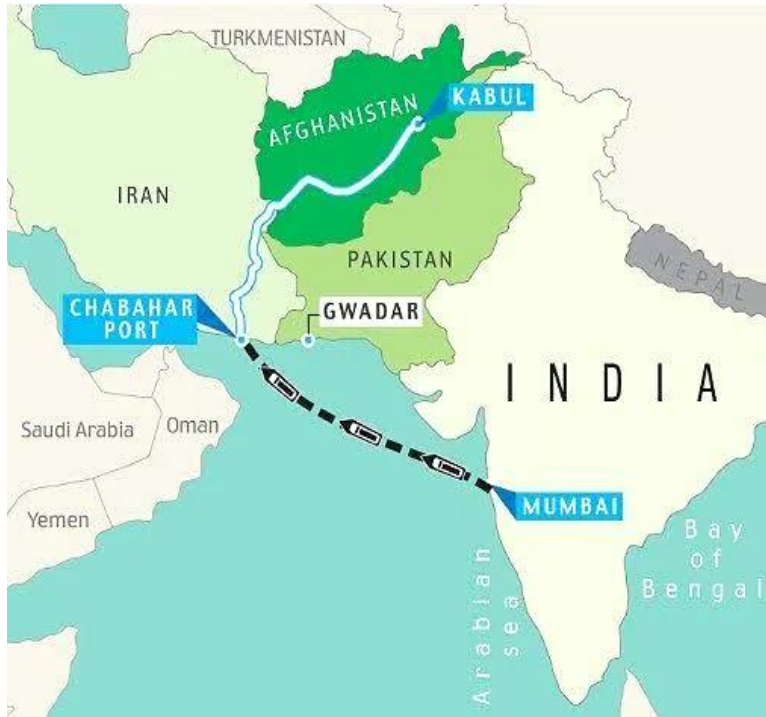 TURKMENISTAN
KABUL
AFGHANISTAN
IRAN
PAKISTAN
NEPAL
CHABAHAR
PORT
GWADAR
INDIA
Saudi Arabia
Oman
Yemen
MUMBAI
Bay
of
Bengal
Arabian
sea